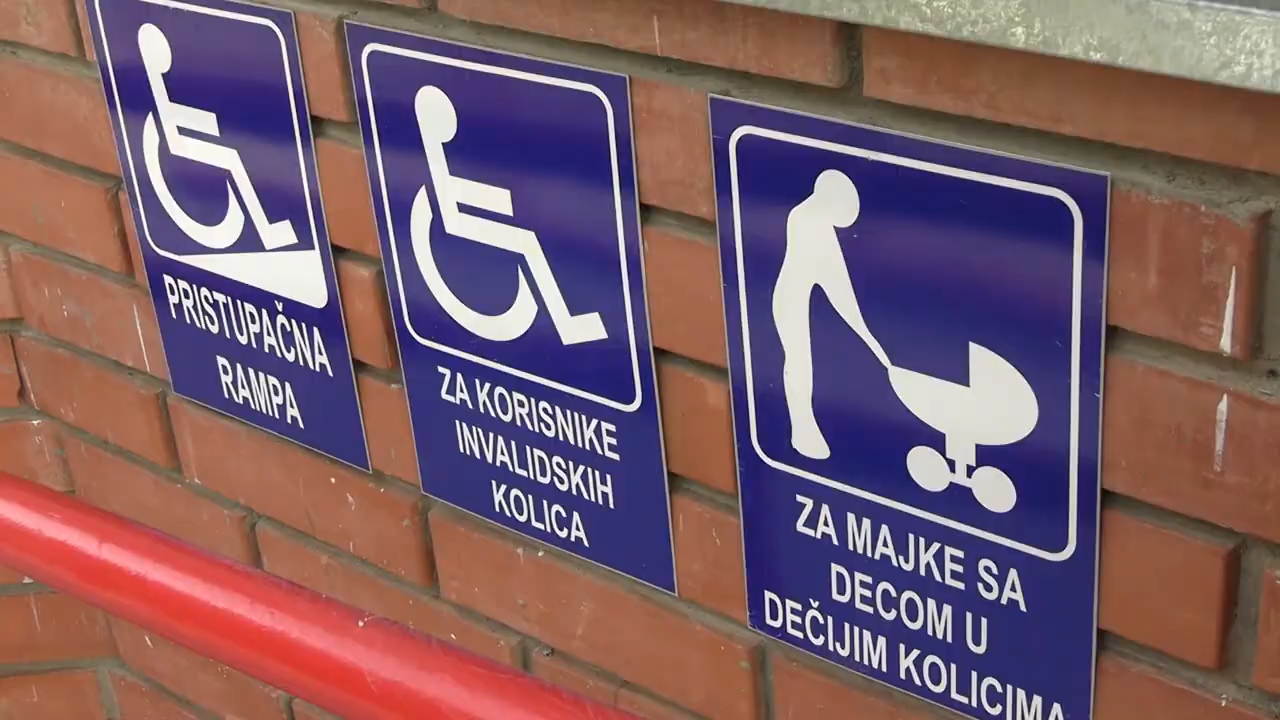 PRISTUPAČNA
RAMPA
ZA KORISNIKE
INVALIDSKIH
KOLICA
ZA MAJKE SA
DECOM U
DEČIJIM KOLICIMA